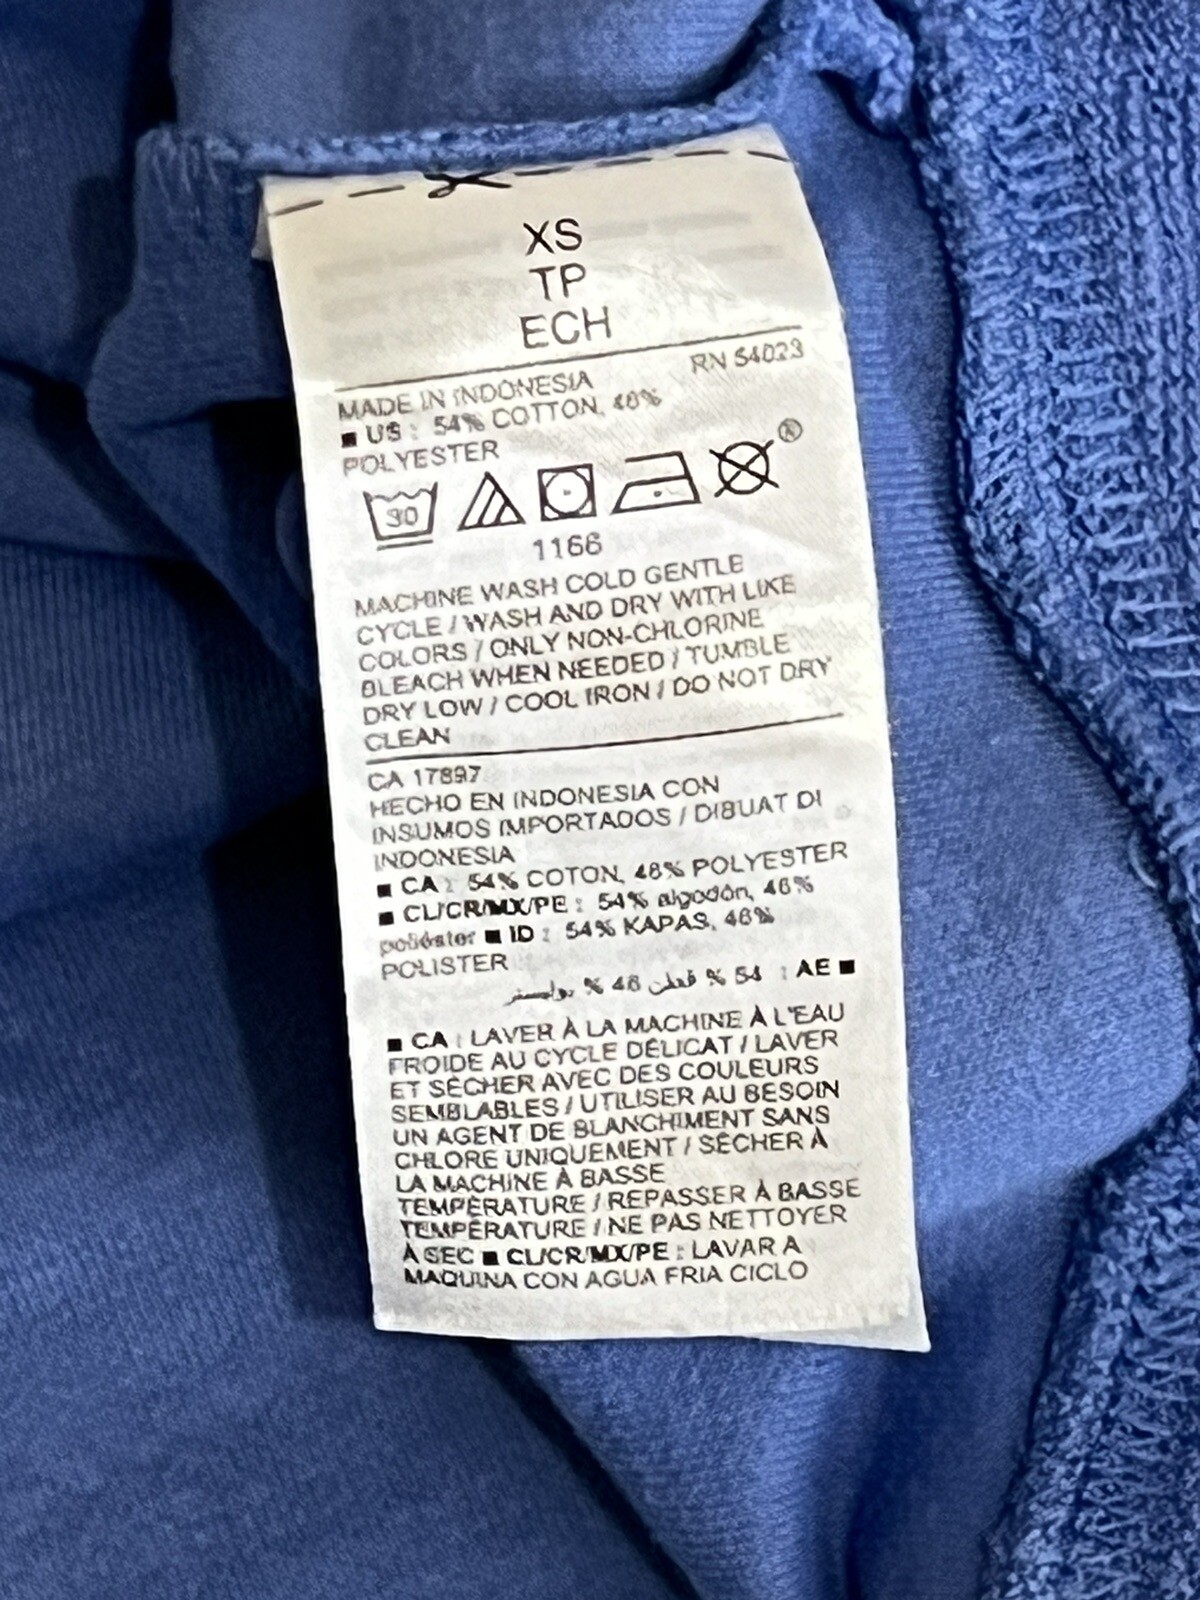 XS
TP
ECH
RN 54023
MADE IN INDONESIA
■ US : 54% COTTON, 46%
POLYESTER
30
®
1166
MACHINE WASH COLD GENTLE
CYCLE / WASH AND DRY WITH LIKE
COLORS / ONLY NON-CHLORINE
BLEACH WHEN NEEDED / TUMBLE
DRY LOW / COOL IRON / DO NOT DRY
CLEAN
CA 17897
HECHO EN INDONESIA CON
INSUMOS IMPORTADOS / DIBUAT DI
INDONESIA
■ CA : 54% COTON, 46% POLYESTER
■ CL/CR/MX/PE : 54% algodón, 46%
poliéster ■ ID : 54% KAPAS, 46%
POLISTER
■ AE : 54 % قطن 46 % بوليستر
■ CA : LAVER À LA MACHINE À L'EAU
FROIDE AU CYCLE DÉLICAT / LAVER
ET SÉCHER AVEC DES COULEURS
SEMBLABLES / UTILISER AU BESOIN
UN AGENT DE BLANCHIMENT SANS
CHLORE UNIQUEMENT / SÉCHER À
LA MACHINE À BASSE
TEMPÉRATURE / REPASSER À BASSE
TEMPÉRATURE / NE PAS NETTOYER
À SEC ■ CL/CR/MX/PE : LAVAR A
MAQUINA CON AGUA FRIA CICLO